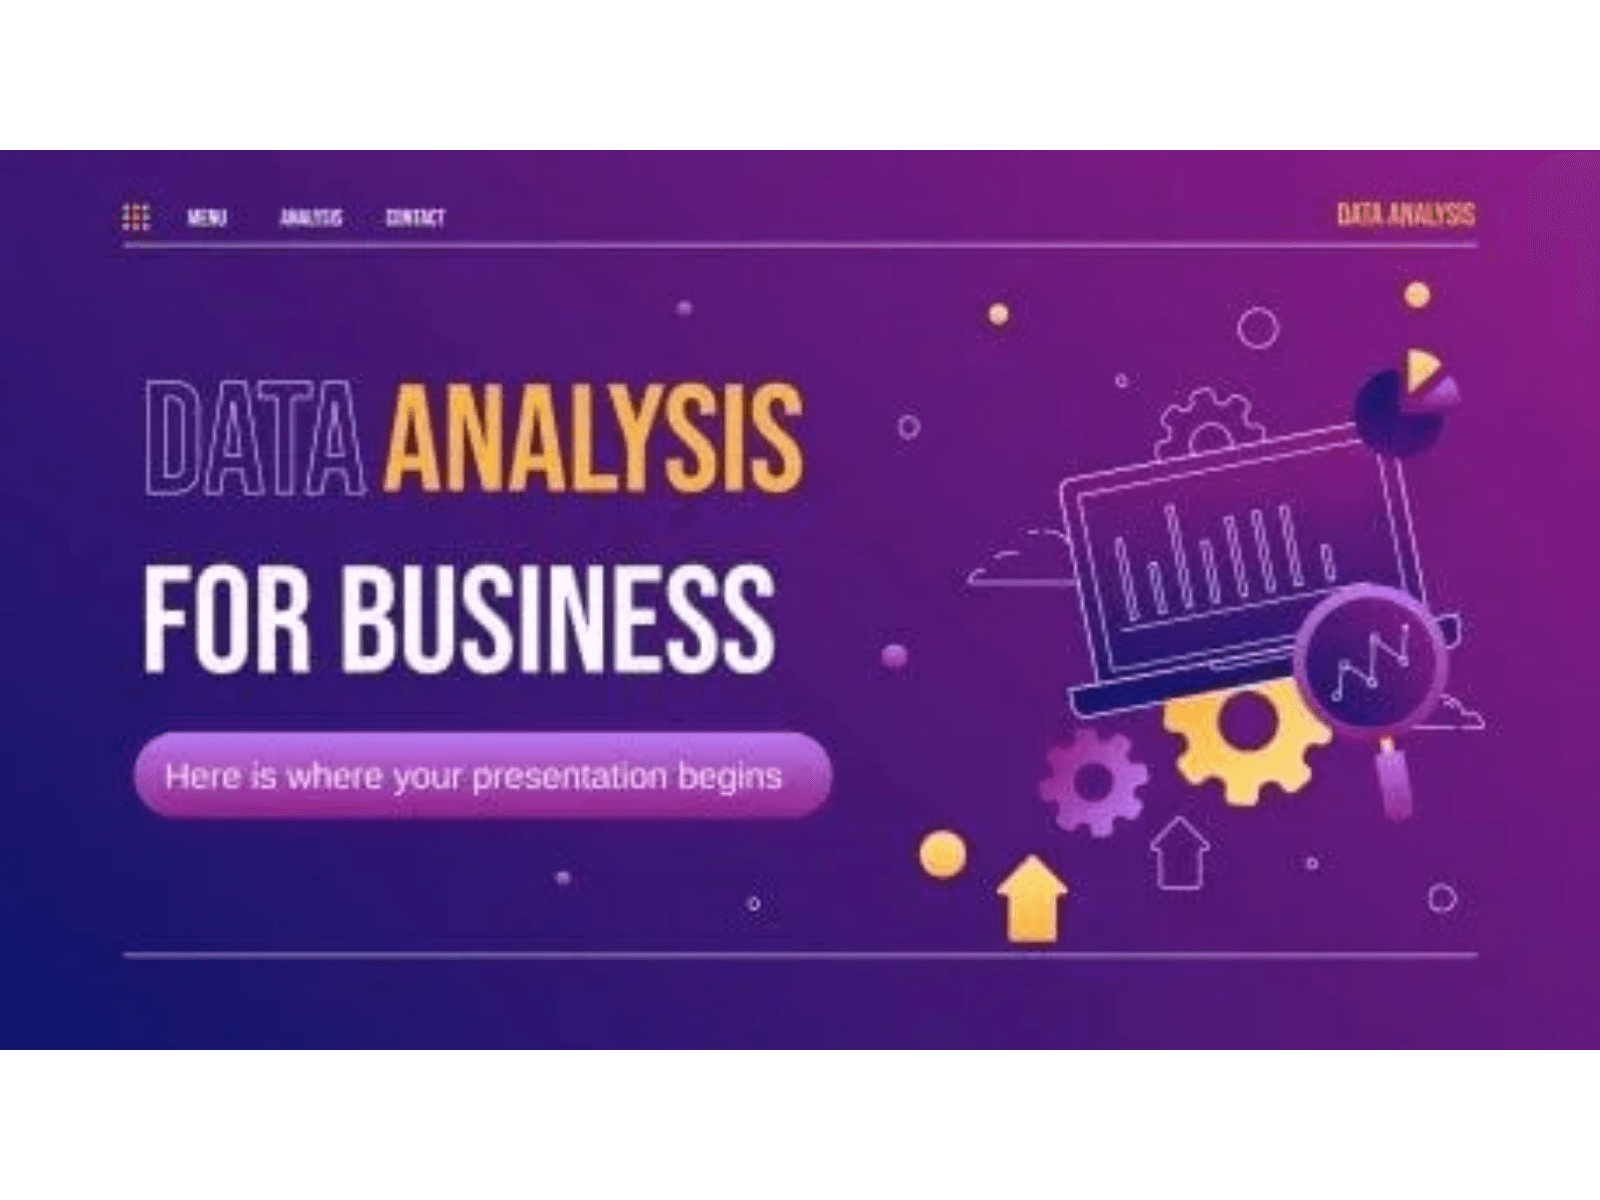 MENU ANALYSIS CONTACT DATA ANALYSIS
DATA ANALYSIS
FOR BUSINESS
Here is where your presentation begins